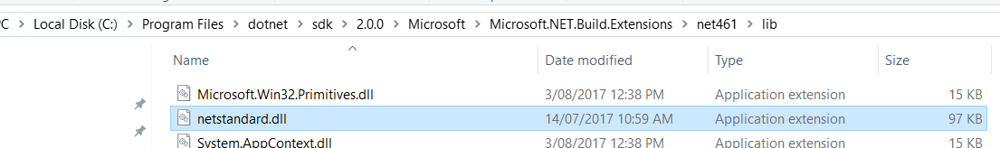 PC > Local Disk (C:) > Program Files > dotnet > sdk > 2.0.0 > Microsoft > Microsoft.NET.Build.Extensions > net461 > lib
Name Date modified Type Size
Microsoft.Win32.Primitives.dll 3/08/2017 12:38 PM Application extension 15 KB
netstandard.dll 14/07/2017 10:59 AM Application extension 97 KB
System.AppContext.dll 3/08/2017 12:38 PM Application extension 15 KB